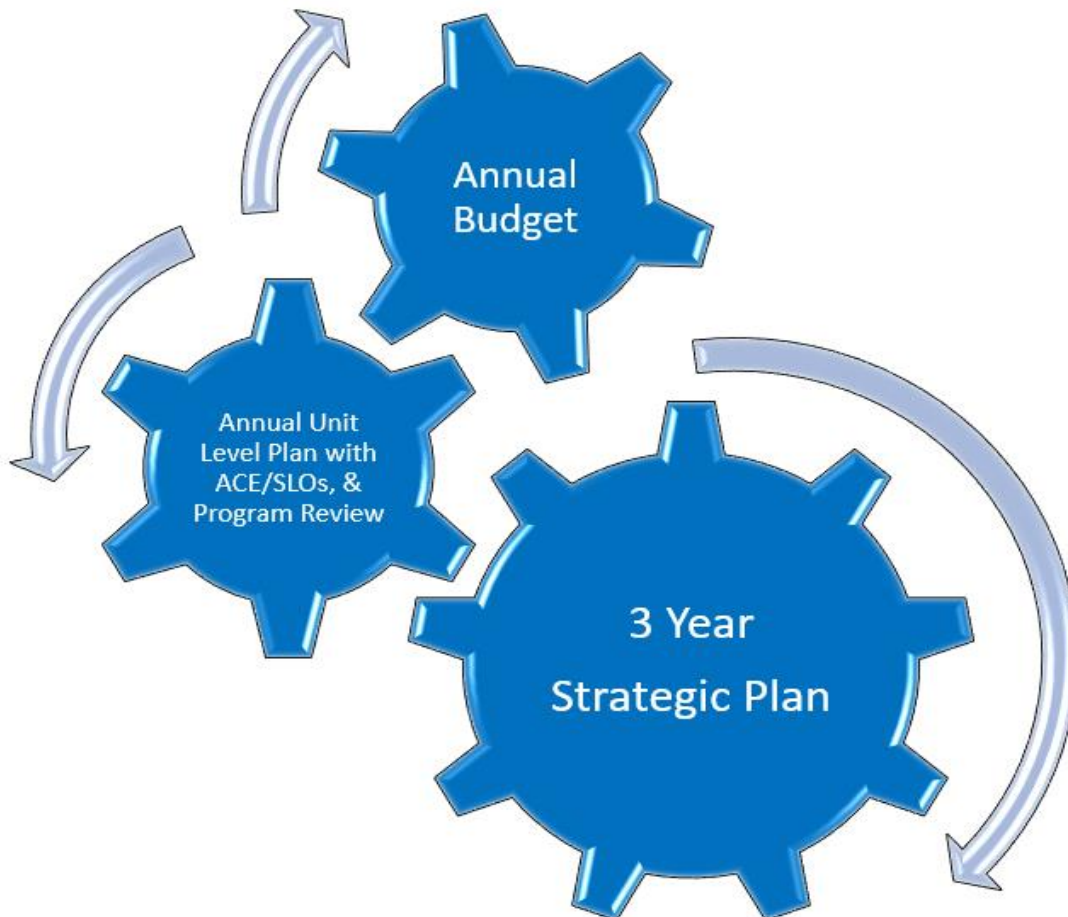 Annual
Budget
Annual Unit
Level Plan with
ACE/SLOs, &
Program Review
3 Year
Strategic Plan